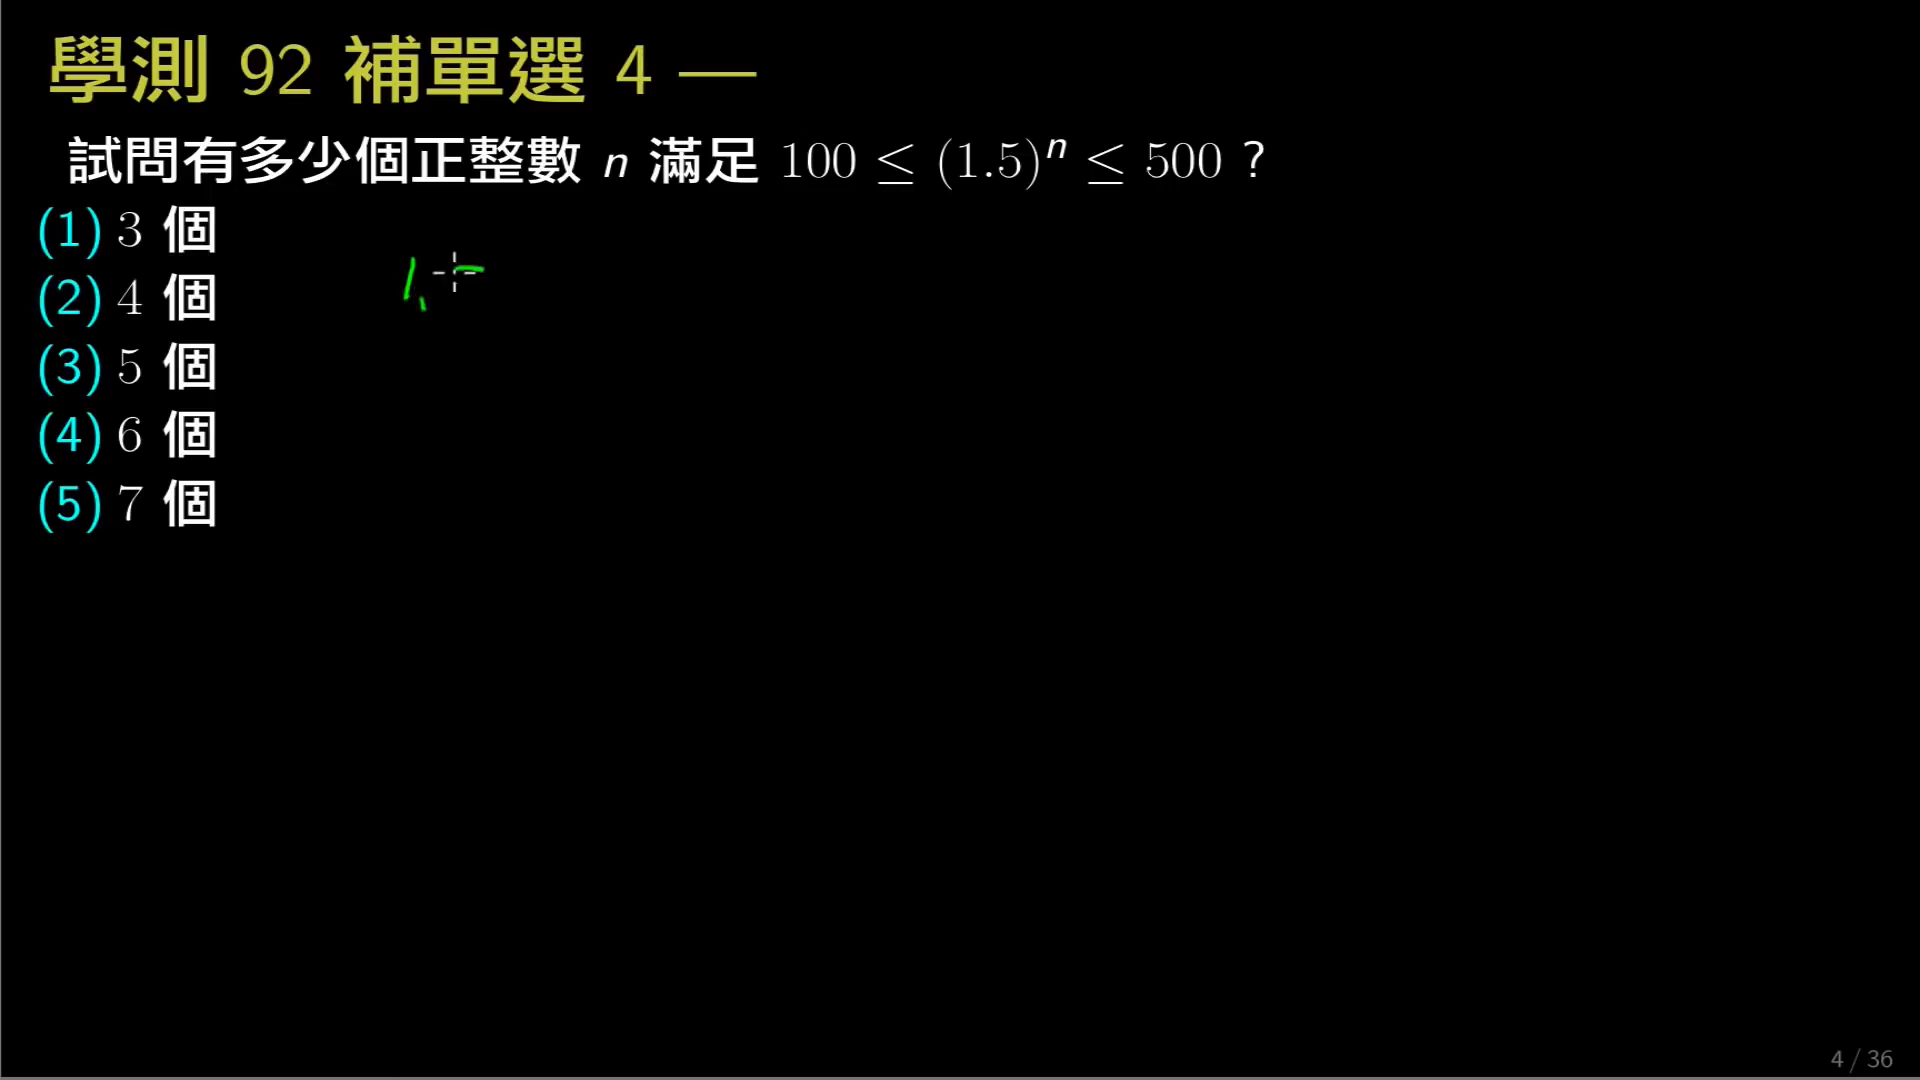 學測 92 補單選 4 —
試問有多少個正整數 n 滿足 100 ≤ (1.5)ⁿ ≤ 500 ?
(1) 3 個
(2) 4 個
(3) 5 個
(4) 6 個
(5) 7 個
1.
4 / 36